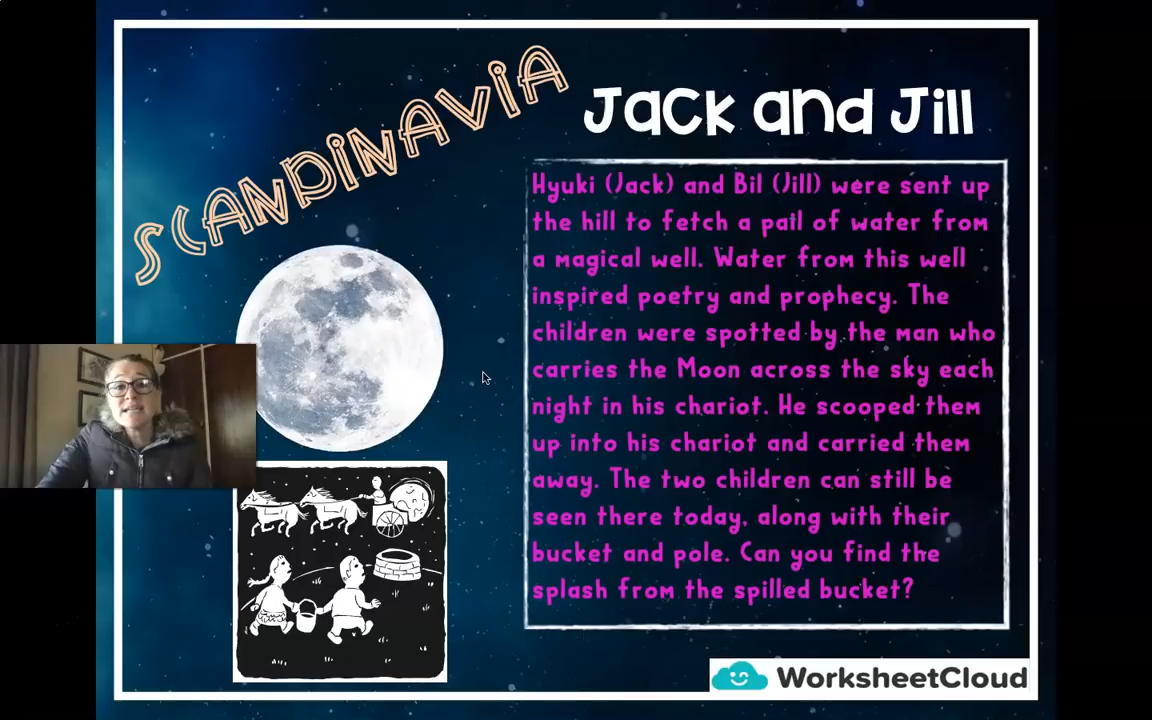 SCANDINAVIA
Jack and Jill
Hyuki (Jack) and Bil (Jill) were sent up
the hill to fetch a pail of water from
a magical well. Water from this well
inspired poetry and prophecy. The
children were spotted by the man who
carries the Moon across the sky each
night in his chariot. He scooped them
up into his chariot and carried them
away. The two children can still be
seen there today, along with their
bucket and pole. Can you find the
splash from the spilled bucket?
WorksheetCloud